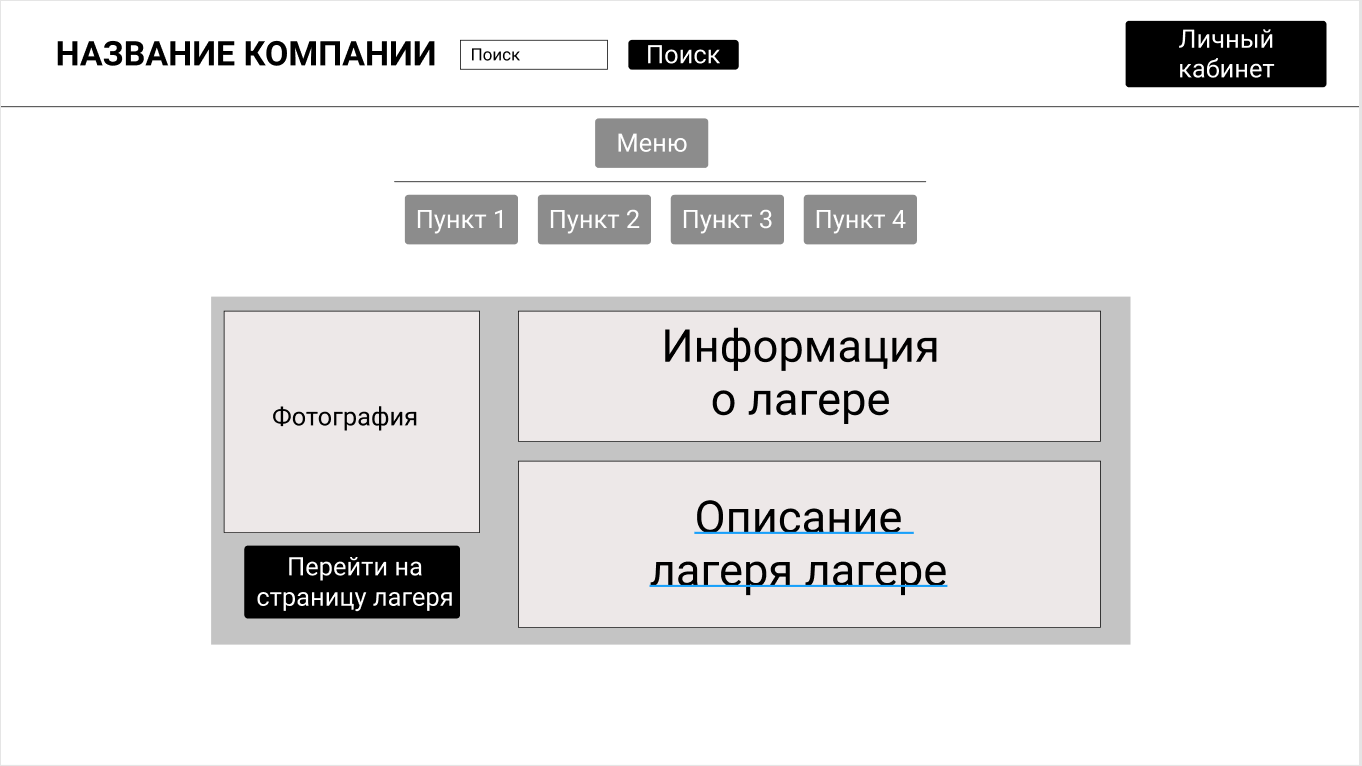 НАЗВАНИЕ КОМПАНИИ
Поиск
Поиск
Личный
кабинет
Меню
Пункт 1
Пункт 2
Пункт 3
Пункт 4
Фотография
Перейти на
страницу лагеря
Информация
о лагере
Описание
лагеря лагере